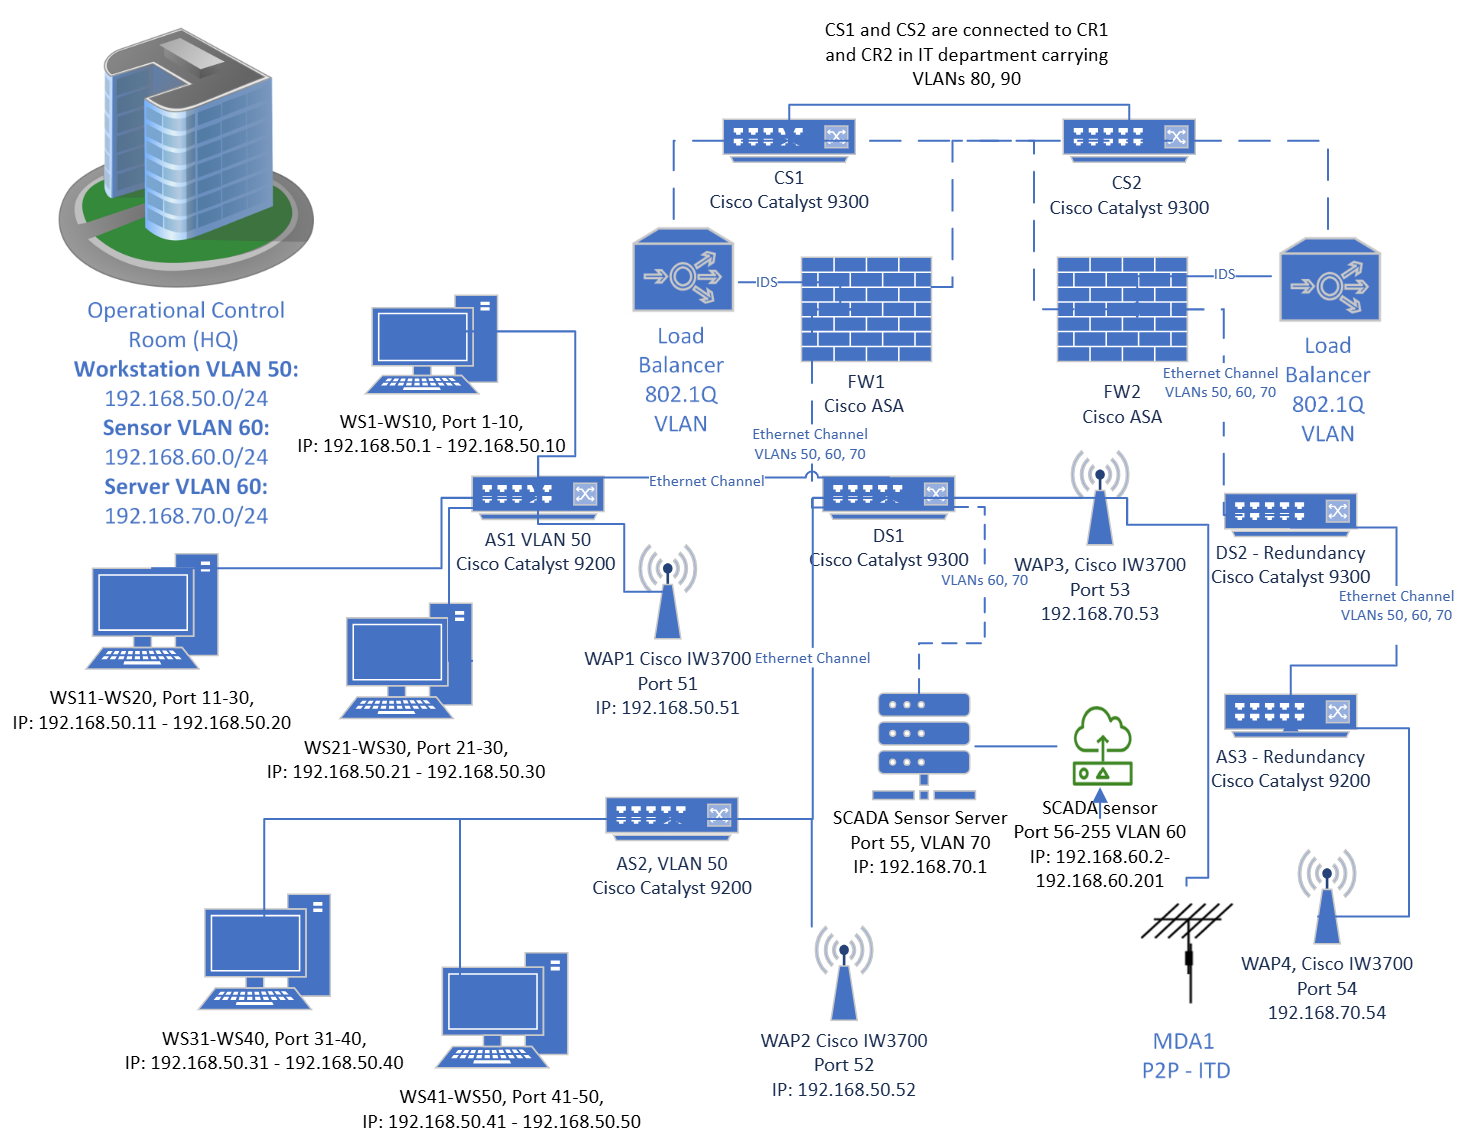 CS1 and CS2 are connected to CR1
and CR2 in IT department carrying
VLANs 80, 90
CS1
Cisco Catalyst 9300
CS2
Cisco Catalyst 9300
Operational Control
Room (HQ)
Workstation VLAN 50:
192.168.50.0/24
Sensor VLAN 60:
192.168.60.0/24
Server VLAN 60:
192.168.70.0/24
IDS
IDS
Load
Balancer
802.1Q
VLAN
FW1
Cisco ASA
FW2
Cisco ASA
Load
Balancer
802.1Q
VLAN
Ethernet Channel
VLANs 50, 60, 70
Ethernet Channel
VLANs 50, 60, 70
WS1-WS10, Port 1-10,
IP: 192.168.50.1 - 192.168.50.10
Ethernet Channel
AS1 VLAN 50
Cisco Catalyst 9200
DS1
Cisco Catalyst 9300
VLANs 60, 70
WAP3, Cisco IW3700
Port 53
192.168.70.53
DS2 - Redundancy
Cisco Catalyst 9300
Ethernet Channel
VLANs 50, 60, 70
WS11-WS20, Port 11-30,
IP: 192.168.50.11 - 192.168.50.20
WAP1 Cisco IW3700
Port 51
IP: 192.168.50.51
Ethernet Channel
WS21-WS30, Port 21-30,
IP: 192.168.50.21 - 192.168.50.30
AS3 - Redundancy
Cisco Catalyst 9200
SCADA Sensor Server
Port 55, VLAN 70
IP: 192.168.70.1
SCADA sensor
Port 56-255 VLAN 60
IP: 192.168.60.2-
192.168.60.201
AS2, VLAN 50
Cisco Catalyst 9200
WAP4, Cisco IW3700
Port 54
192.168.70.54
WS31-WS40, Port 31-40,
IP: 192.168.50.31 - 192.168.50.40
WAP2 Cisco IW3700
Port 52
IP: 192.168.50.52
MDA1
P2P - ITD
WS41-WS50, Port 41-50,
IP: 192.168.50.41 - 192.168.50.50